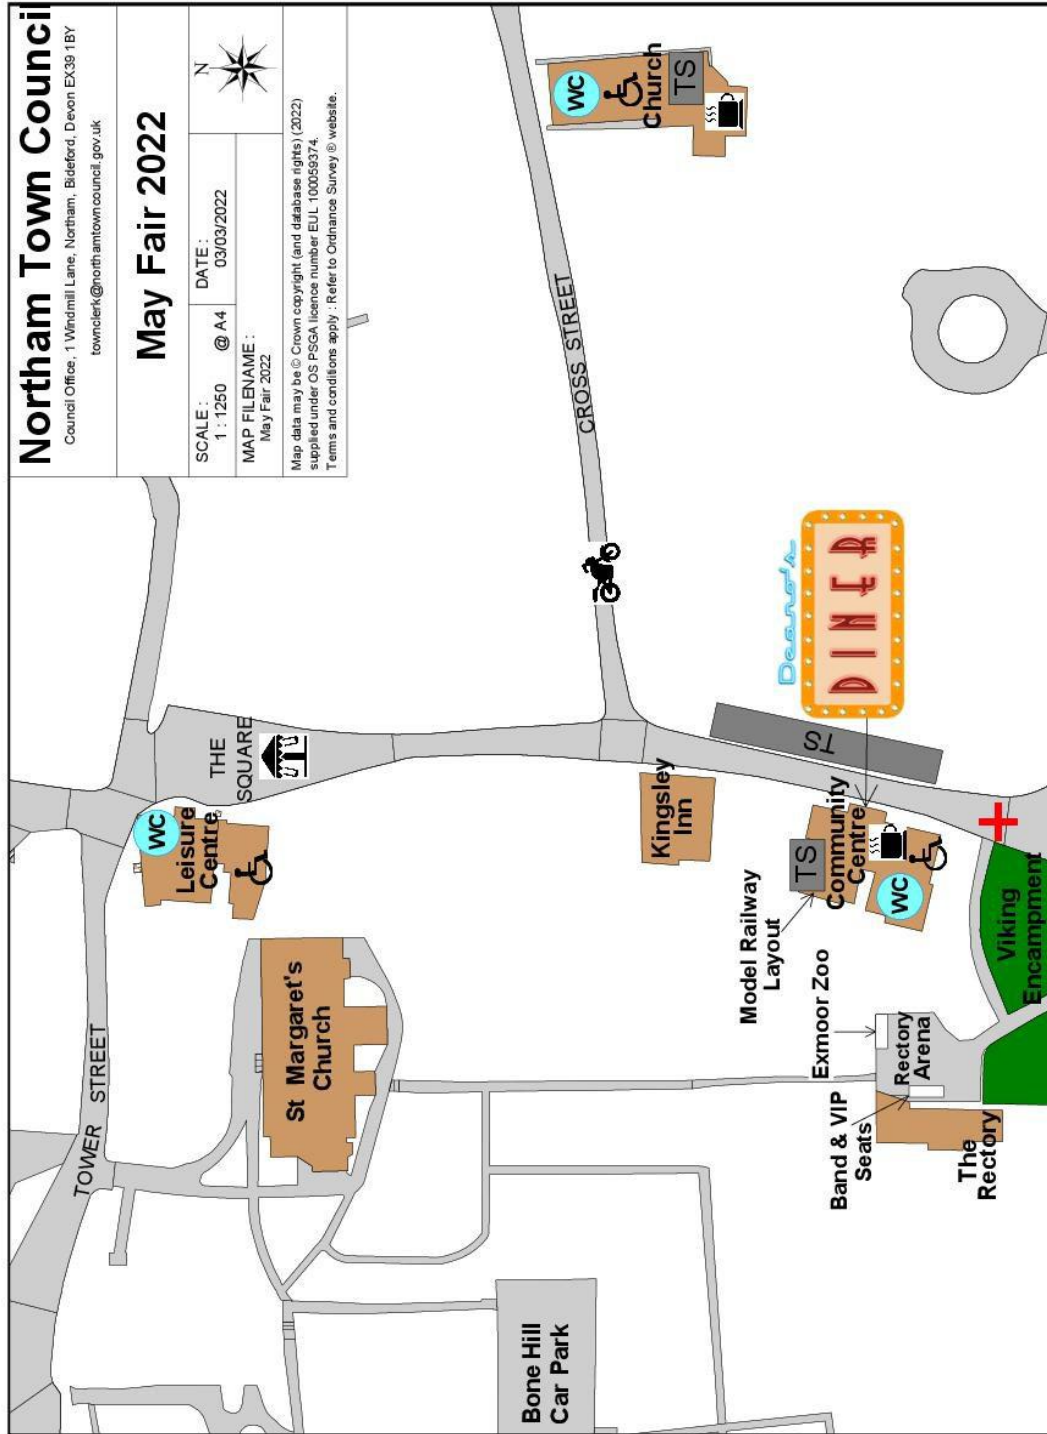 Northam Town Council
Council Office, 1 Windmill Lane, Northam, Bideford, Devon EX39 1BY
townclerk@northamtowncouncil.gov.uk
May Fair 2022
SCALE :
1 : 1250 @ A4
DATE :
03/03/2022
N
MAP FILENAME :
May Fair 2022
Map data may be © Crown copyright (and database rights) (2022)
supplied under OS PSGA licence number EUL 100059374.
Terms and conditions apply : Refer to Ordnance Survey ® website.
TOWER STREET
WC
Leisure
Centre
THE
SQUARE
St Margaret's
Church
Bone Hill
Car Park
WC
Church
TS
CROSS STREET
Kingsley
Inn
TS
Deano's
DINER
Model Railway
Layout
TS
Community
Centre
WC
Exmoor Zoo
Band & VIP
Seats
Rectory
Arena
The
Rectory
Viking
Encampment